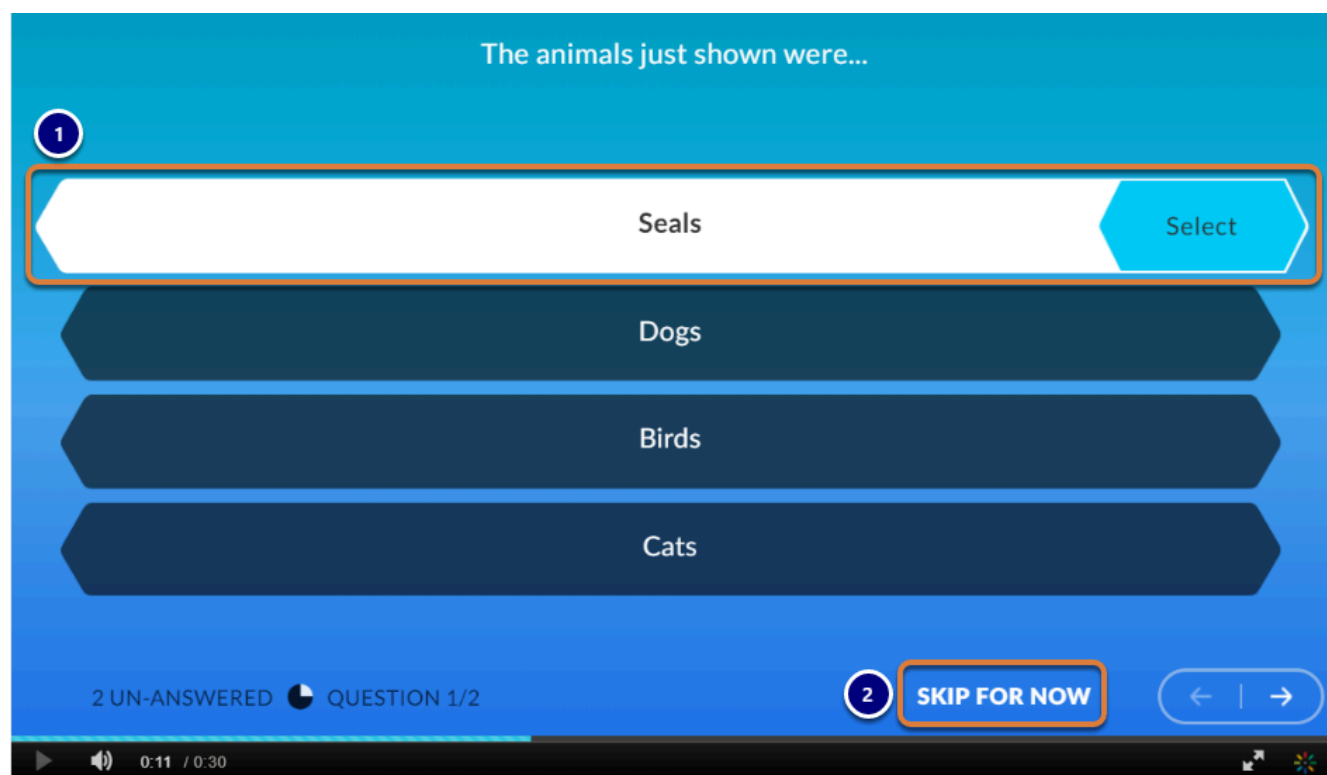 The animals just shown were...
1
Seals
Select
Dogs
Birds
Cats
2 UN-ANSWERED QUESTION 1/2
2
SKIP FOR NOW
0:11 / 0:30